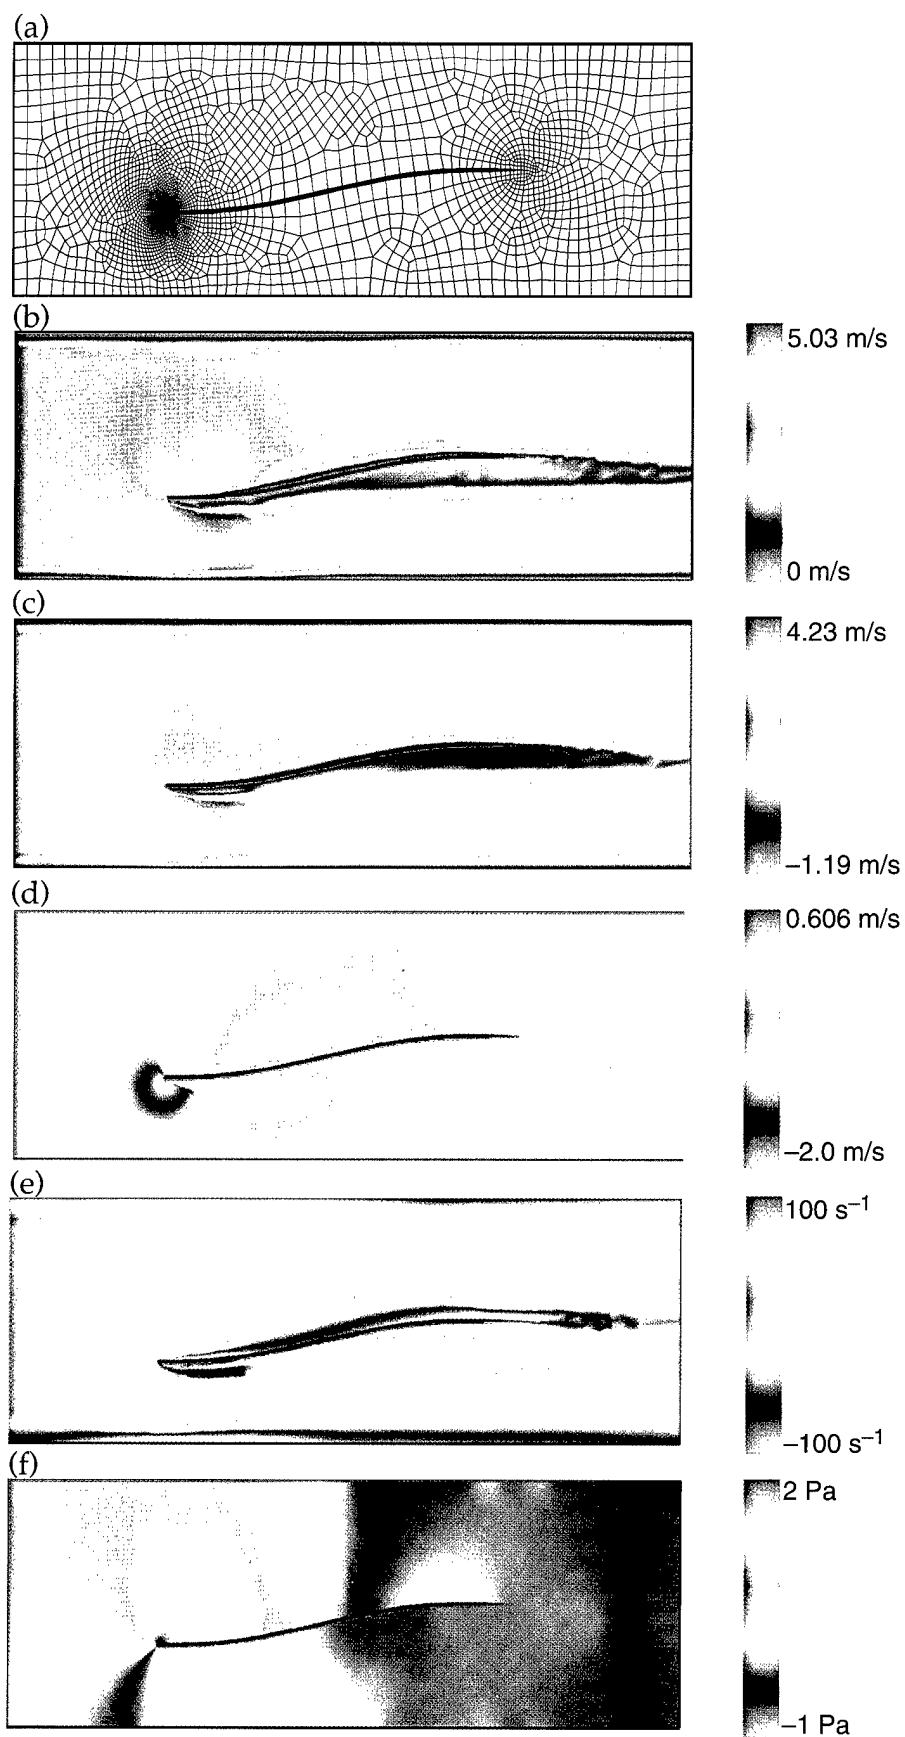 (a)
(b)
5.03 m/s
0 m/s
(c)
4.23 m/s
–1.19 m/s
(d)
0.606 m/s
–2.0 m/s
(e)
100 s–1
–100 s–1
(f)
2 Pa
–1 Pa